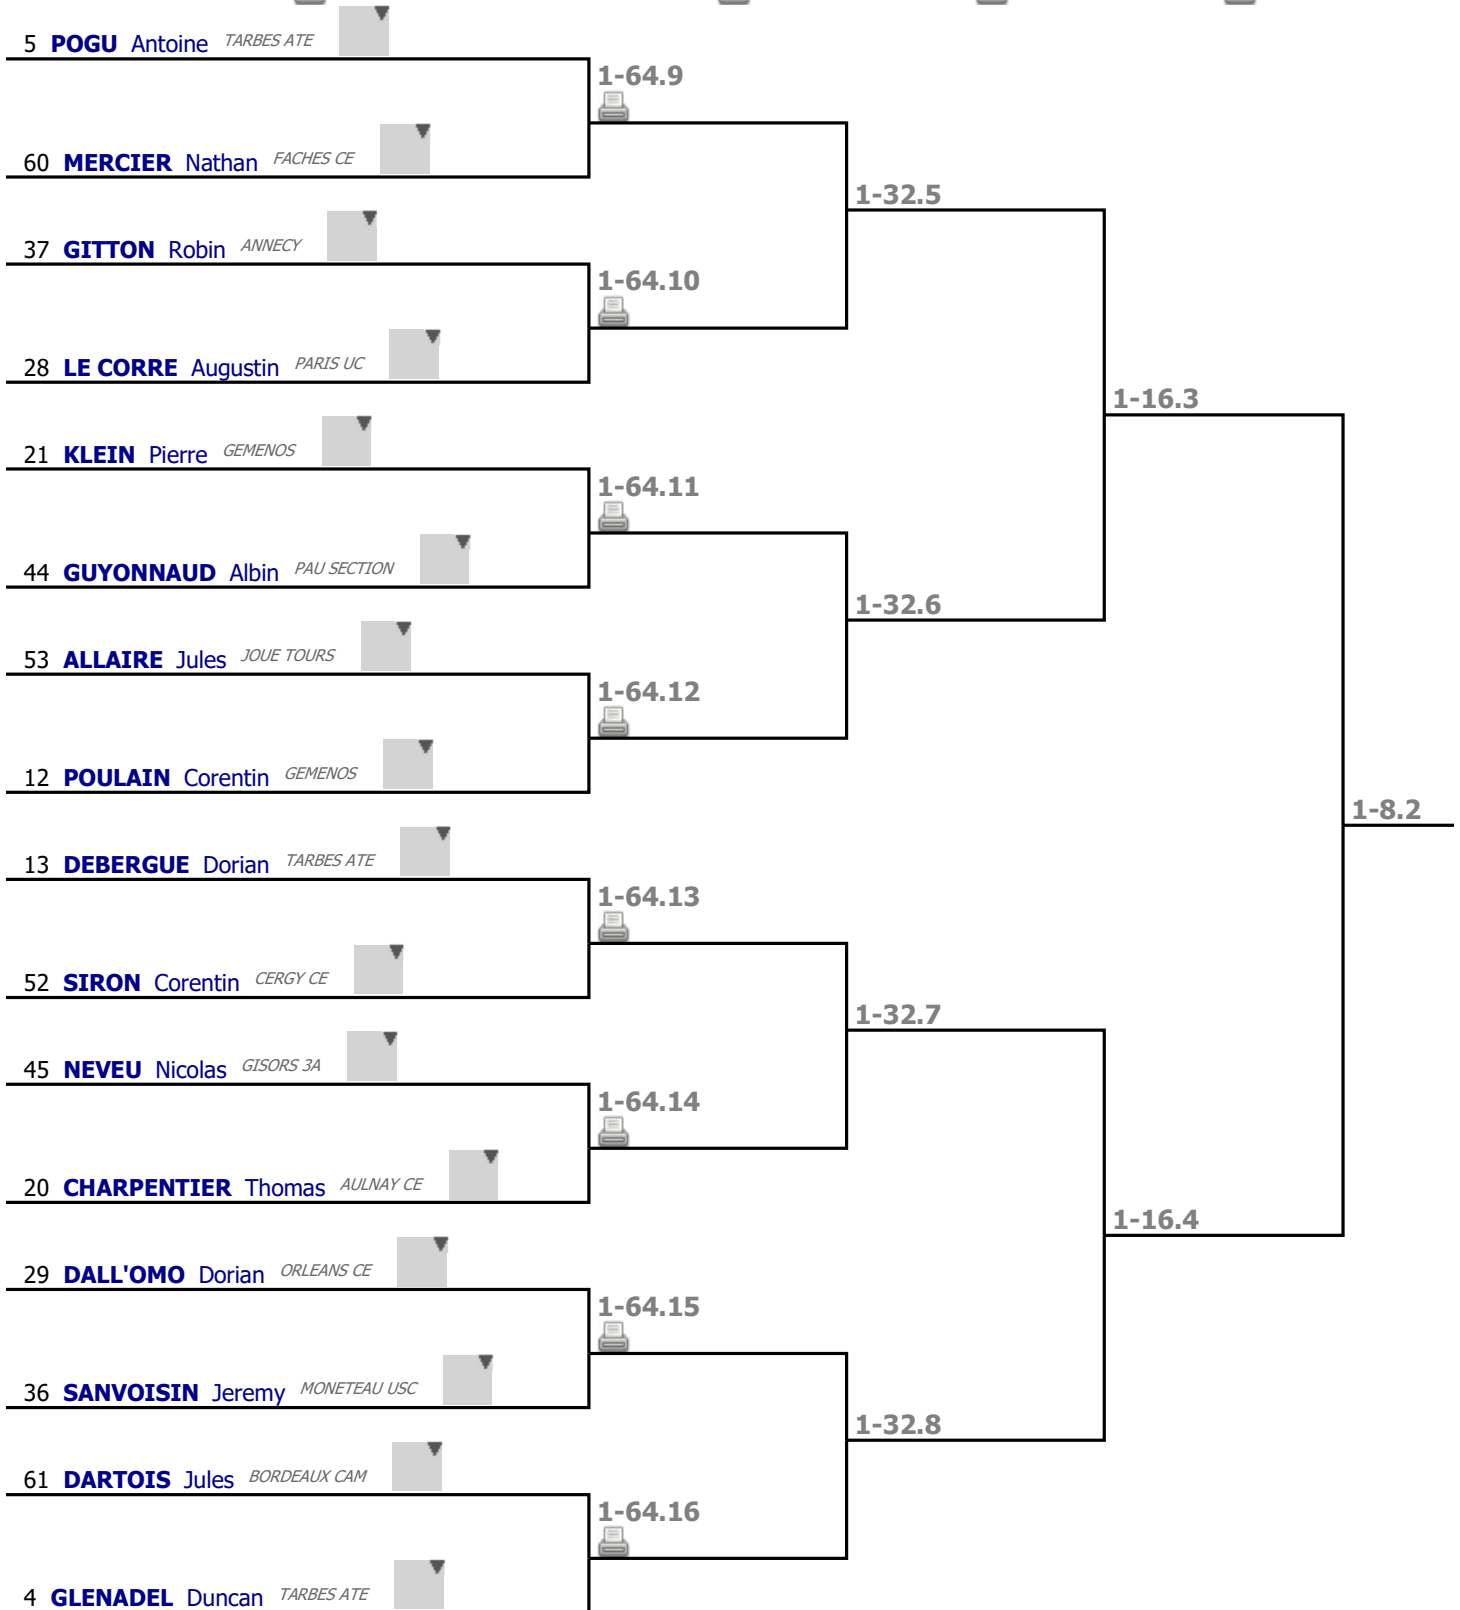 5 POGU Antoine TARBES ATE
1-64.9
60 MERCIER Nathan FACHES CE
1-32.5
37 GITTON Robin ANNECY
1-64.10
28 LE CORRE Augustin PARIS UC
1-16.3
21 KLEIN Pierre GEMENOS
1-64.11
44 GUYONNAUD Albin PAU SECTION
1-32.6
53 ALLAIRE Jules JOUE TOURS
1-64.12
12 POULAIN Corentin GEMENOS
1-8.2
13 DEBERGUE Dorian TARBES ATE
1-64.13
52 SIRON Corentin CERGY CE
1-32.7
45 NEVEU Nicolas GISORS 3A
1-64.14
20 CHARPENTIER Thomas AULNAY CE
1-16.4
29 DALL'OMO Dorian ORLEANS CE
1-64.15
36 SANVOISIN Jeremy MONETEAU USC
1-32.8
61 DARTOIS Jules BORDEAUX CAM
1-64.16
4 GLENADEL Duncan TARBES ATE